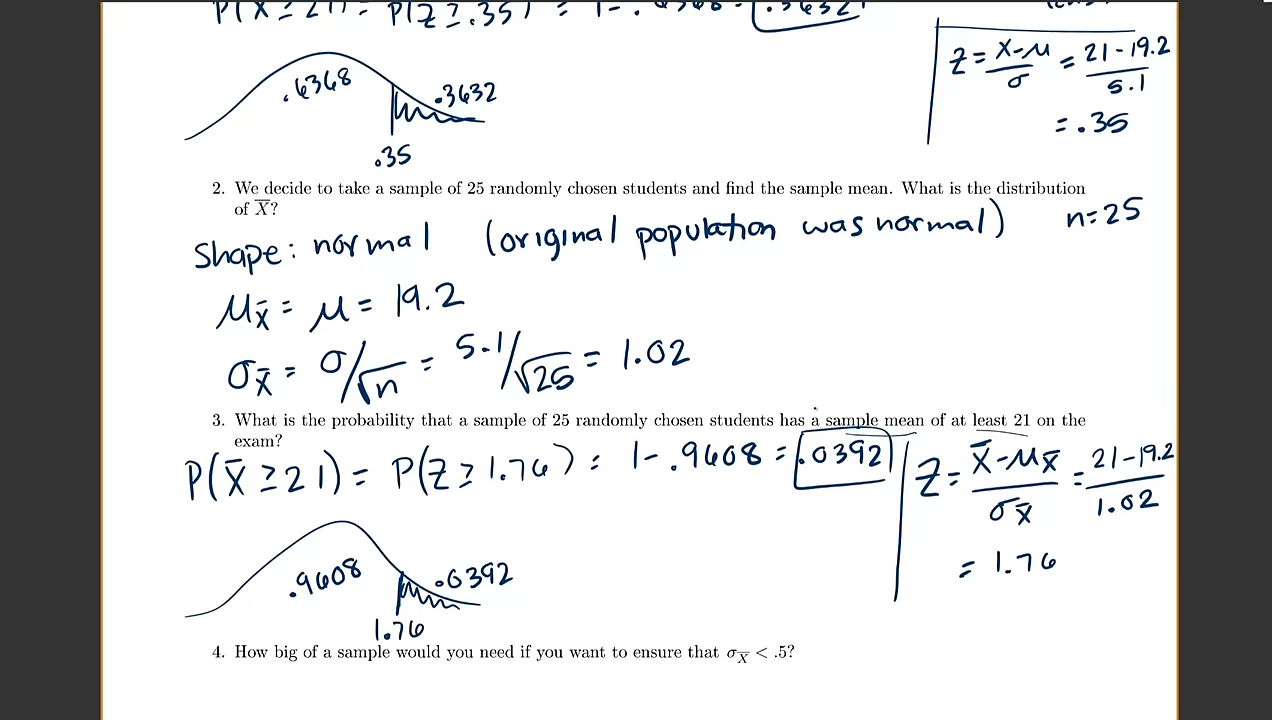 P(X ≥ 21) = P(Z ≥ .35) = 1 - .6368 = .3632
Z = X-μ/σ = 21-19.2/5.1
= .35
.6368
.3632
.35
2. We decide to take a sample of 25 randomly chosen students and find the sample mean. What is the distribution
of X̅?
n=25
Shape: normal (original population was normal)
μx̄ = μ = 19.2
σx̄ = σ/√n = 5.1/√25 = 1.02
3. What is the probability that a sample of 25 randomly chosen students has a sample mean of at least 21 on the
exam?
P(X̄ ≥ 21) = P(Z ≥ 1.76) = 1 - .9608 = .0392
Z = X̄-μx̄/σx̄ = 21-19.2/1.02
= 1.76
.9608
.0392
1.76
4. How big of a sample would you need if you want to ensure that σX̅ < .5?